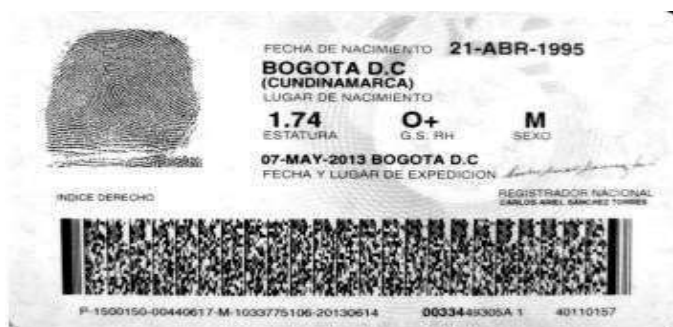 FECHA DE NACIMIENTO 21-ABR-1995
BOGOTA D.C
(CUNDINAMARCA)
LUGAR DE NACIMIENTO
1.74 O+ M
ESTATURA G.S. RH SEXO
07-MAY-2013 BOGOTA D.C
FECHA Y LUGAR DE EXPEDICION
INDICE DERECHO
REGISTRADOR NACIONAL
CARLOS ARIEL SANCHEZ TORRES
P-1500150-00440617-M-1033775106-20130614 0033449305A 1 40110157